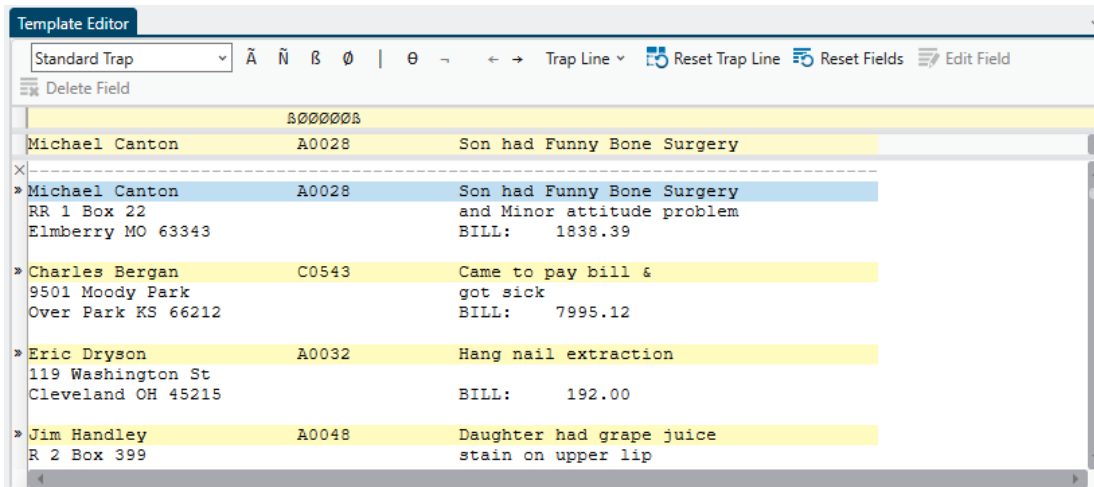 Template Editor
Standard Trap Ã Ñ ß Ø | θ ¬ ← → Trap Line Reset Trap Line Reset Fields Edit Field
Delete Field
ßØØØØØß
Michael Canton A0028 Son had Funny Bone Surgery
-------------------------------------------------------------------------------
» Michael Canton A0028 Son had Funny Bone Surgery
RR 1 Box 22 and Minor attitude problem
Elmberry MO 63343 BILL: 1838.39
» Charles Bergan C0543 Came to pay bill &
9501 Moody Park got sick
Over Park KS 66212 BILL: 7995.12
» Eric Dryson A0032 Hang nail extraction
119 Washington St
Cleveland OH 45215 BILL: 192.00
» Jim Handley A0048 Daughter had grape juice
R 2 Box 399 stain on upper lip